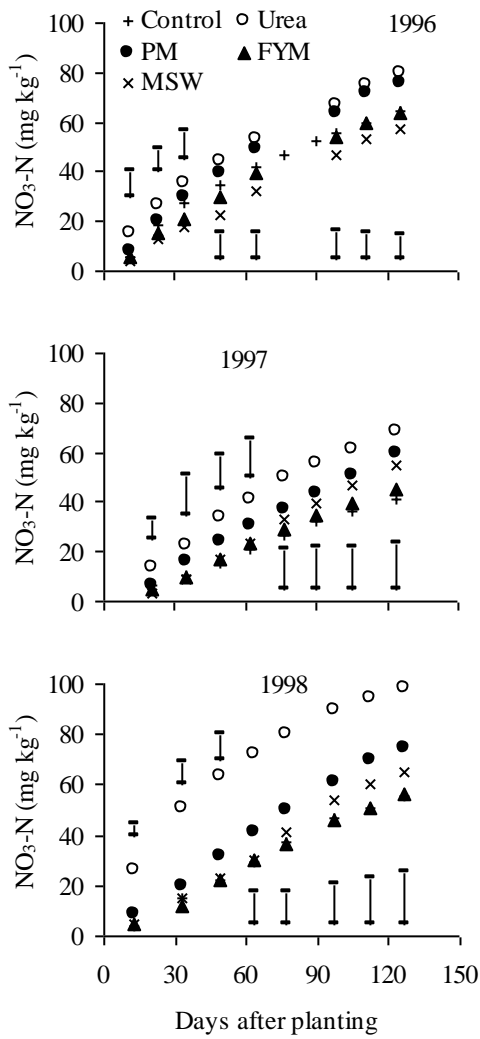 + Control ○ Urea 1996
● PM ▲ FYM
× MSW
NO₃-N (mg kg⁻¹)
100
80
60
40
20
0
1997
NO₃-N (mg kg⁻¹)
100
80
60
40
20
0
1998
NO₃-N (mg kg⁻¹)
100
80
60
40
20
0
0 30 60 90 120 150
Days after planting